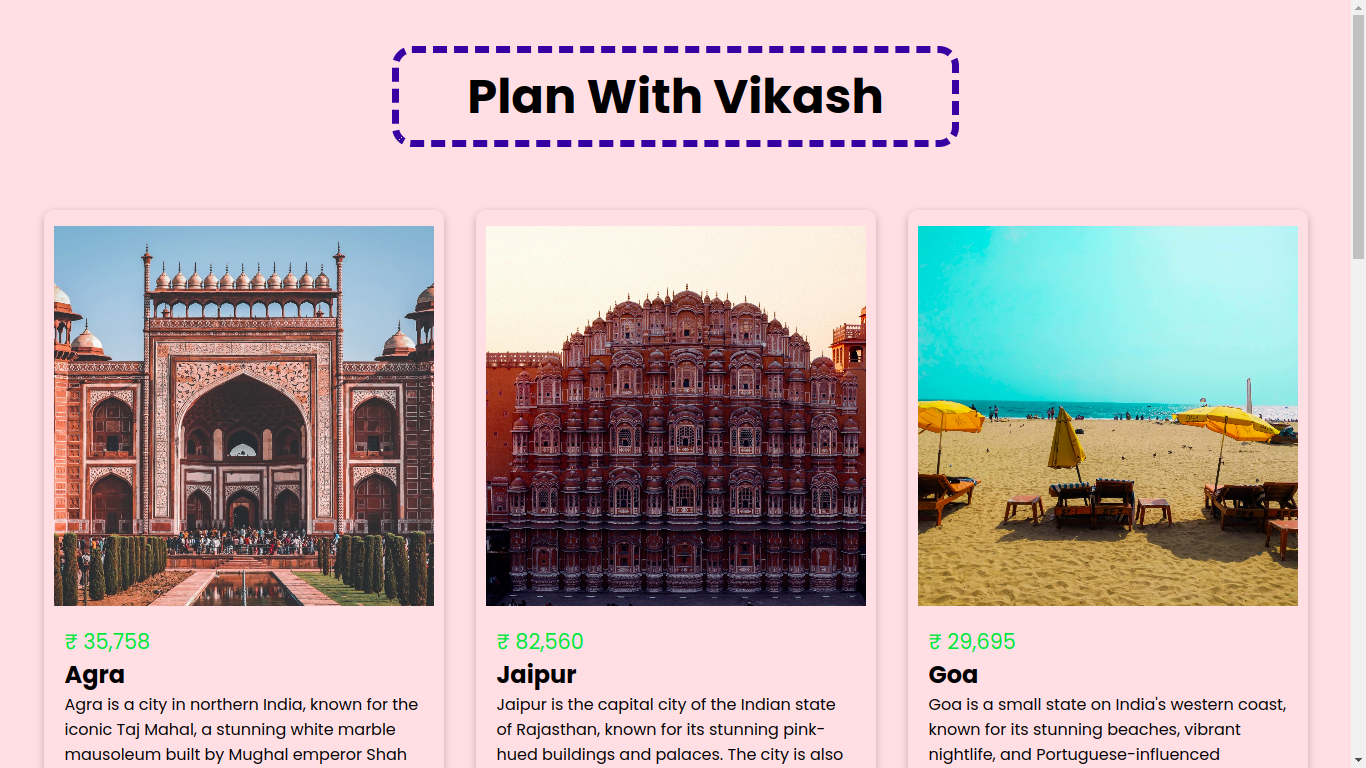 Plan With Vikash
₹ 35,758
Agra
Agra is a city in northern India, known for the
iconic Taj Mahal, a stunning white marble
mausoleum built by Mughal emperor Shah
₹ 82,560
Jaipur
Jaipur is the capital city of the Indian state
of Rajasthan, known for its stunning pink-
hued buildings and palaces. The city is also
₹ 29,695
Goa
Goa is a small state on India's western coast,
known for its stunning beaches, vibrant
nightlife, and Portuguese-influenced